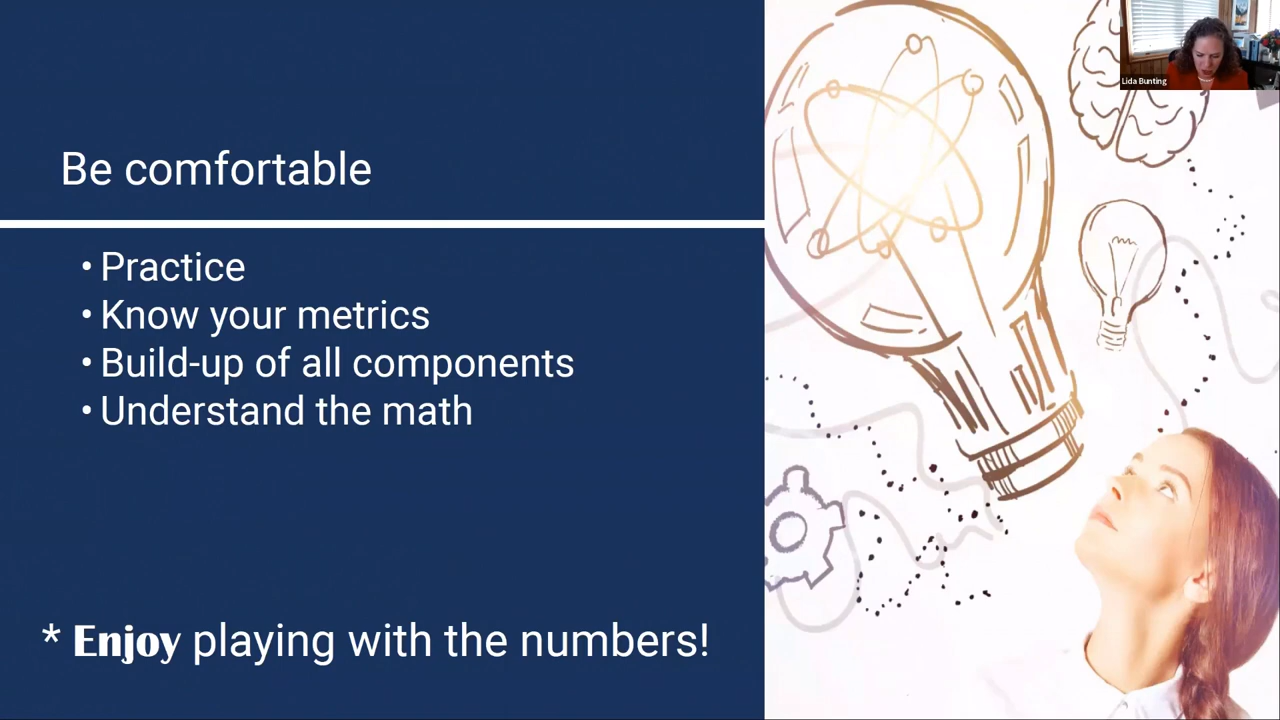 Lida Bunting
Be comfortable
• Practice
• Know your metrics
• Build-up of all components
• Understand the math
* Enjoy playing with the numbers!